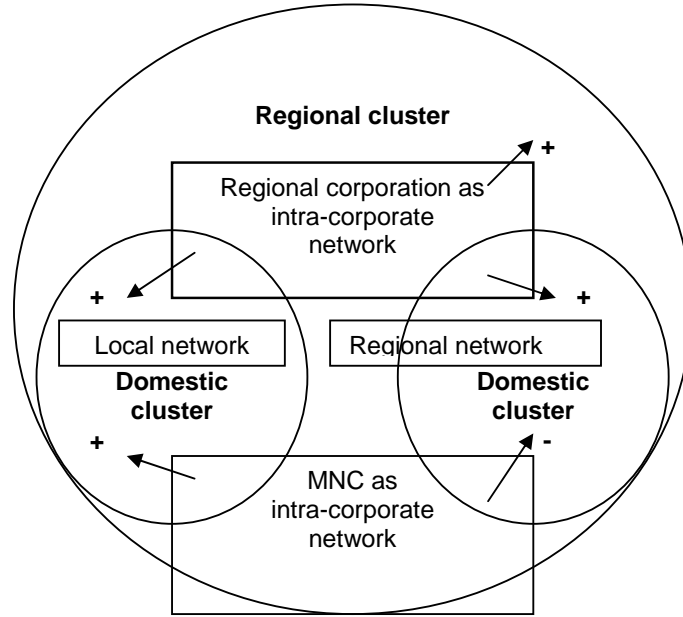 Regional cluster
+
Regional corporation as
intra-corporate
network
+
+
Local network
Regional network
Domestic
cluster
Domestic
cluster
+
-
MNC as
intra-corporate
network